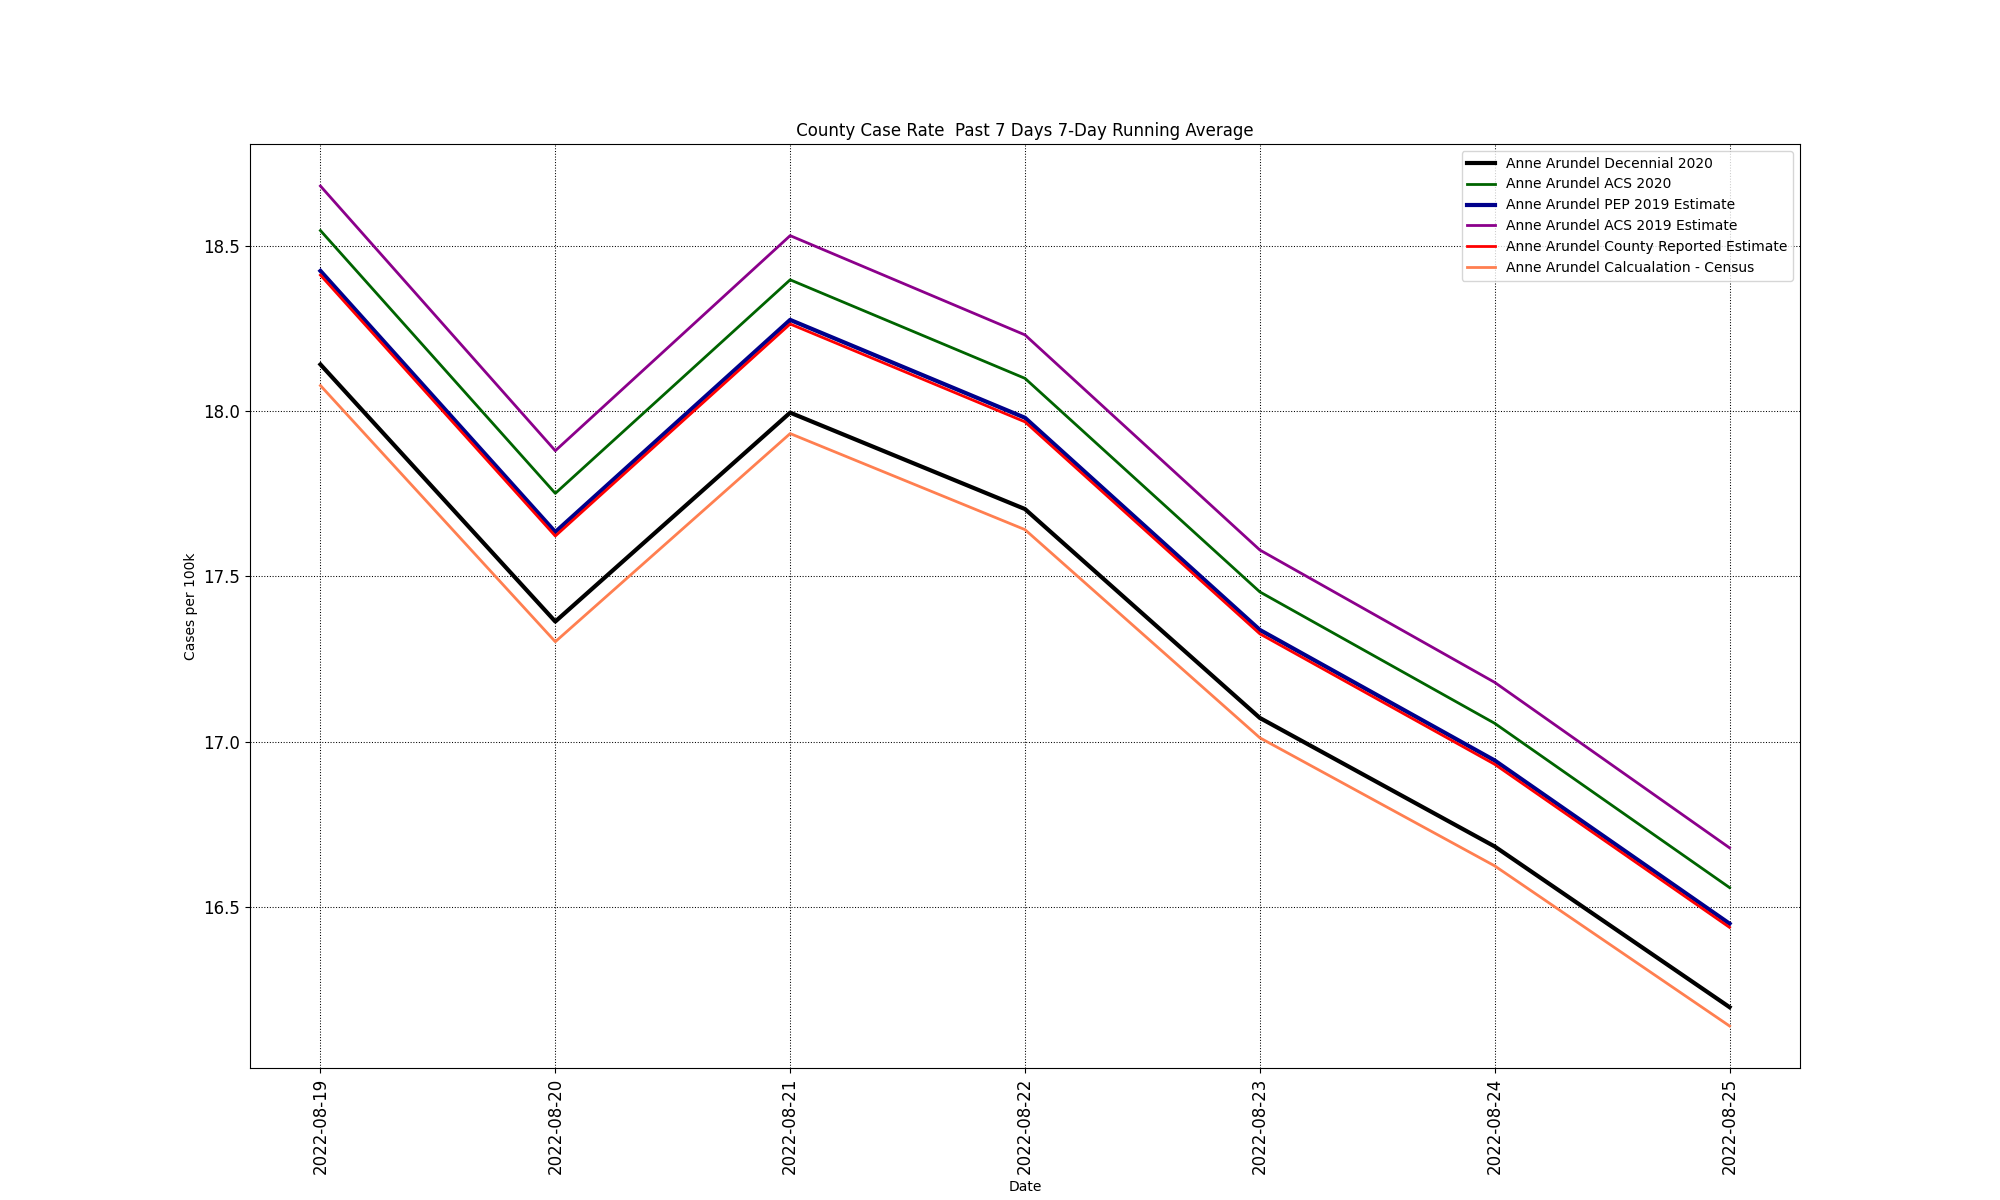 County Case Rate  Past 7 Days 7-Day Running Average
Anne Arundel Decennial 2020
Anne Arundel ACS 2020
Anne Arundel PEP 2019 Estimate
Anne Arundel ACS 2019 Estimate
Anne Arundel County Reported Estimate
Anne Arundel Calcualation - Census
Cases per 100k
18.5
18.0
17.5
17.0
16.5
2022-08-19
2022-08-20
2022-08-21
2022-08-22
2022-08-23
2022-08-24
2022-08-25
Date